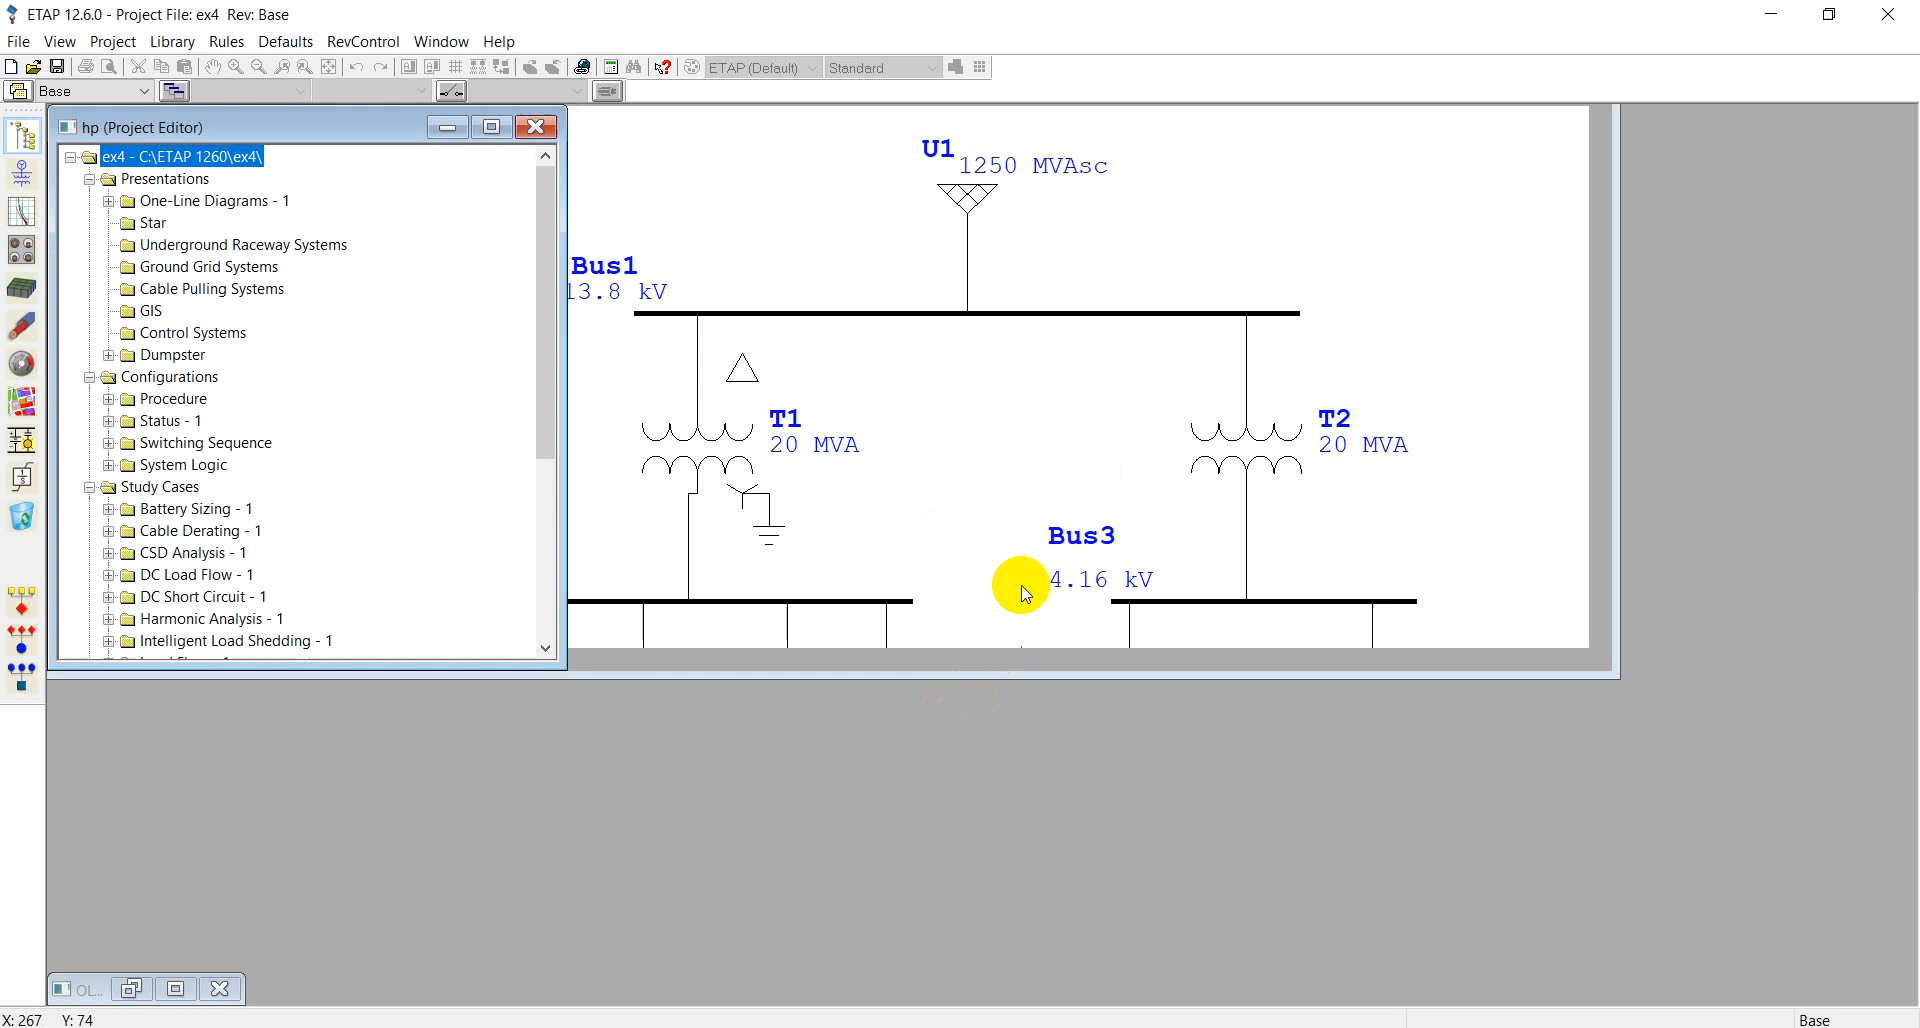 ETAP 12.6.0 - Project File: ex4 Rev: Base
File View Project Library Rules Defaults RevControl Window Help
ETAP (Default) Standard
Base
hp (Project Editor)
ex4 - C:\ETAP 1260\ex4\
Presentations
One-Line Diagrams - 1
Star
Underground Raceway Systems
Ground Grid Systems
Cable Pulling Systems
GIS
Control Systems
Dumpster
Configurations
Procedure
Status - 1
Switching Sequence
System Logic
Study Cases
Battery Sizing - 1
Cable Derating - 1
CSD Analysis - 1
DC Load Flow - 1
DC Short Circuit - 1
Harmonic Analysis - 1
Intelligent Load Shedding - 1
U1
1250 MVAsc
Bus1
13.8 kV
T1
20 MVA
T2
20 MVA
Bus3
4.16 kV
OL...
X: 267 Y: 74
Base